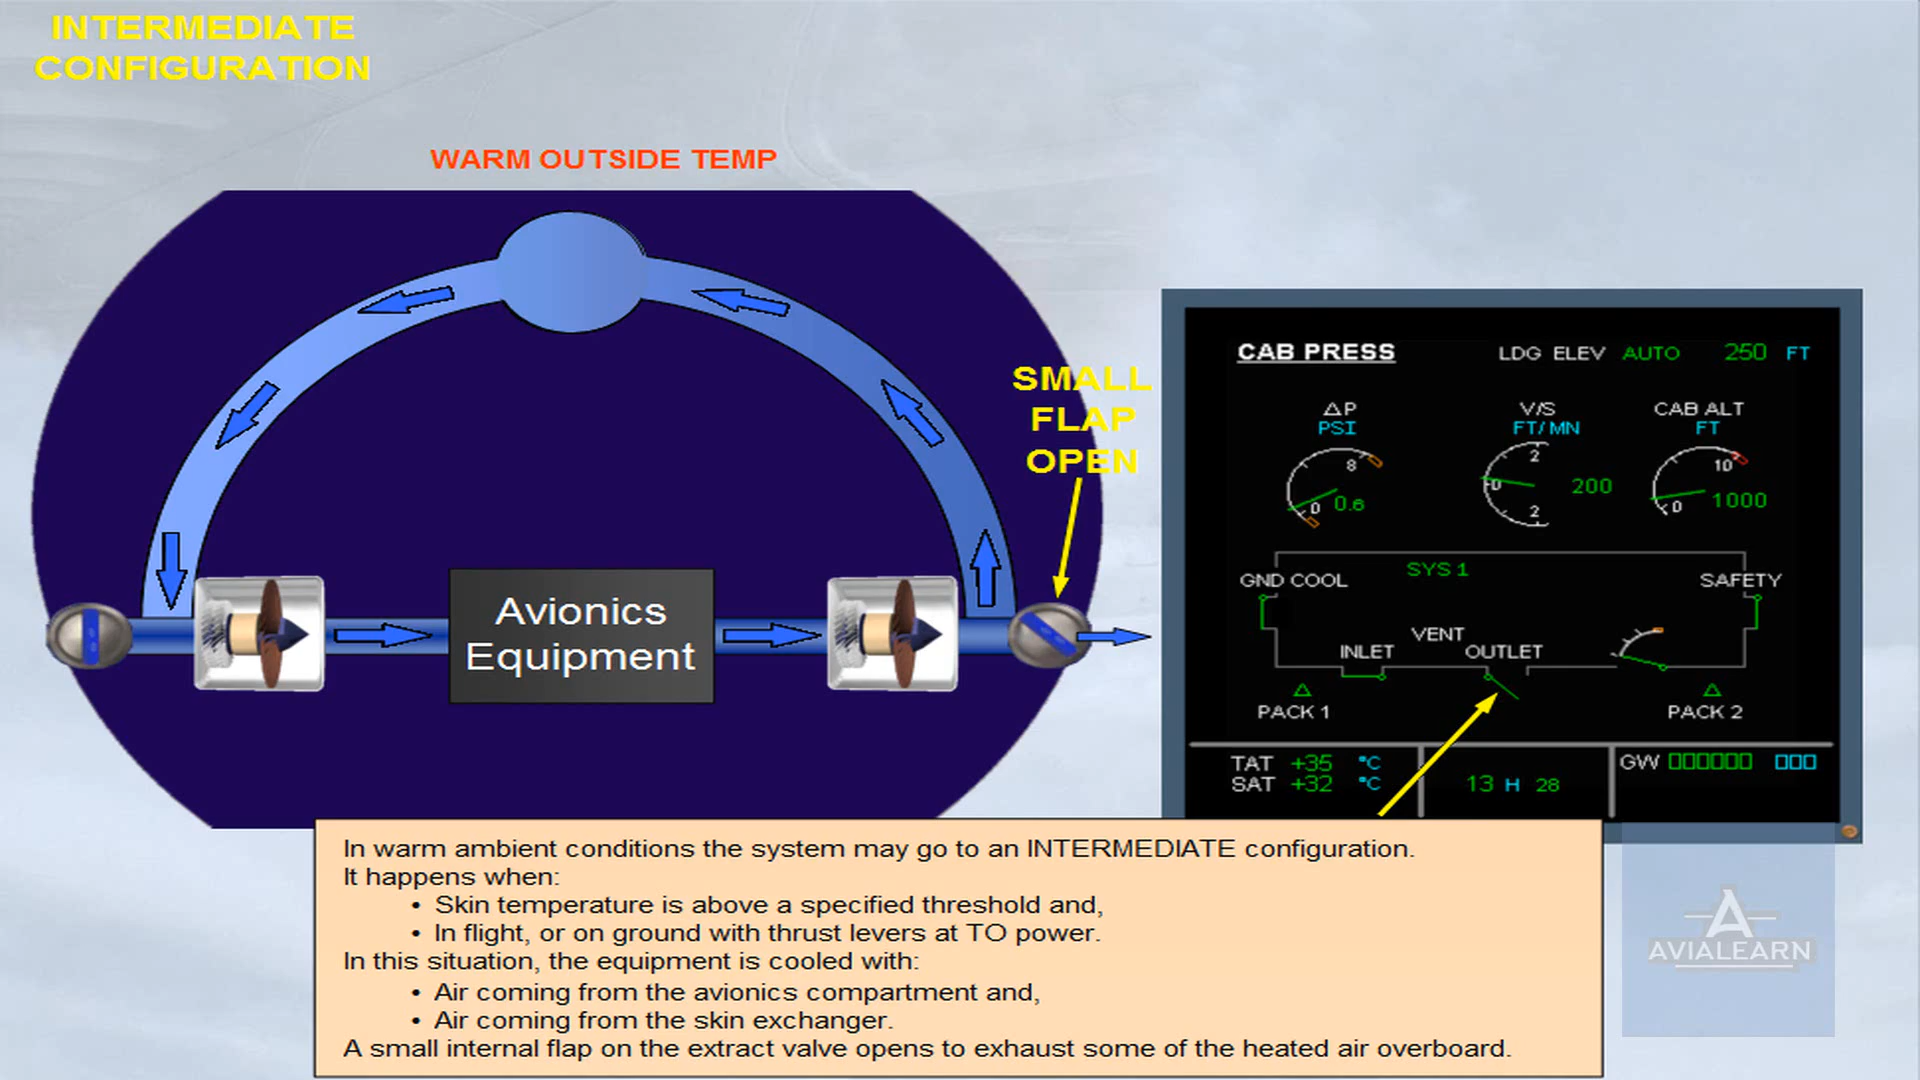 INTERMEDIATE
CONFIGURATION
WARM OUTSIDE TEMP
SMALL
FLAP
OPEN
Avionics
Equipment
CAB PRESS LDG ELEV AUTO 250 FT
ΔP V/S CAB ALT
PSI FT/MN FT
8 2 10
0 200
0 0.6 2 0 1000
SYS 1
GND COOL SAFETY
VENT
INLET OUTLET
PACK 1 PACK 2
TAT +35 °C GW
SAT +32 °C 13 H 28
In warm ambient conditions the system may go to an INTERMEDIATE configuration.
It happens when:
• Skin temperature is above a specified threshold and,
• In flight, or on ground with thrust levers at TO power.
In this situation, the equipment is cooled with:
• Air coming from the avionics compartment and,
• Air coming from the skin exchanger.
A small internal flap on the extract valve opens to exhaust some of the heated air overboard.
A
AVIALEARN